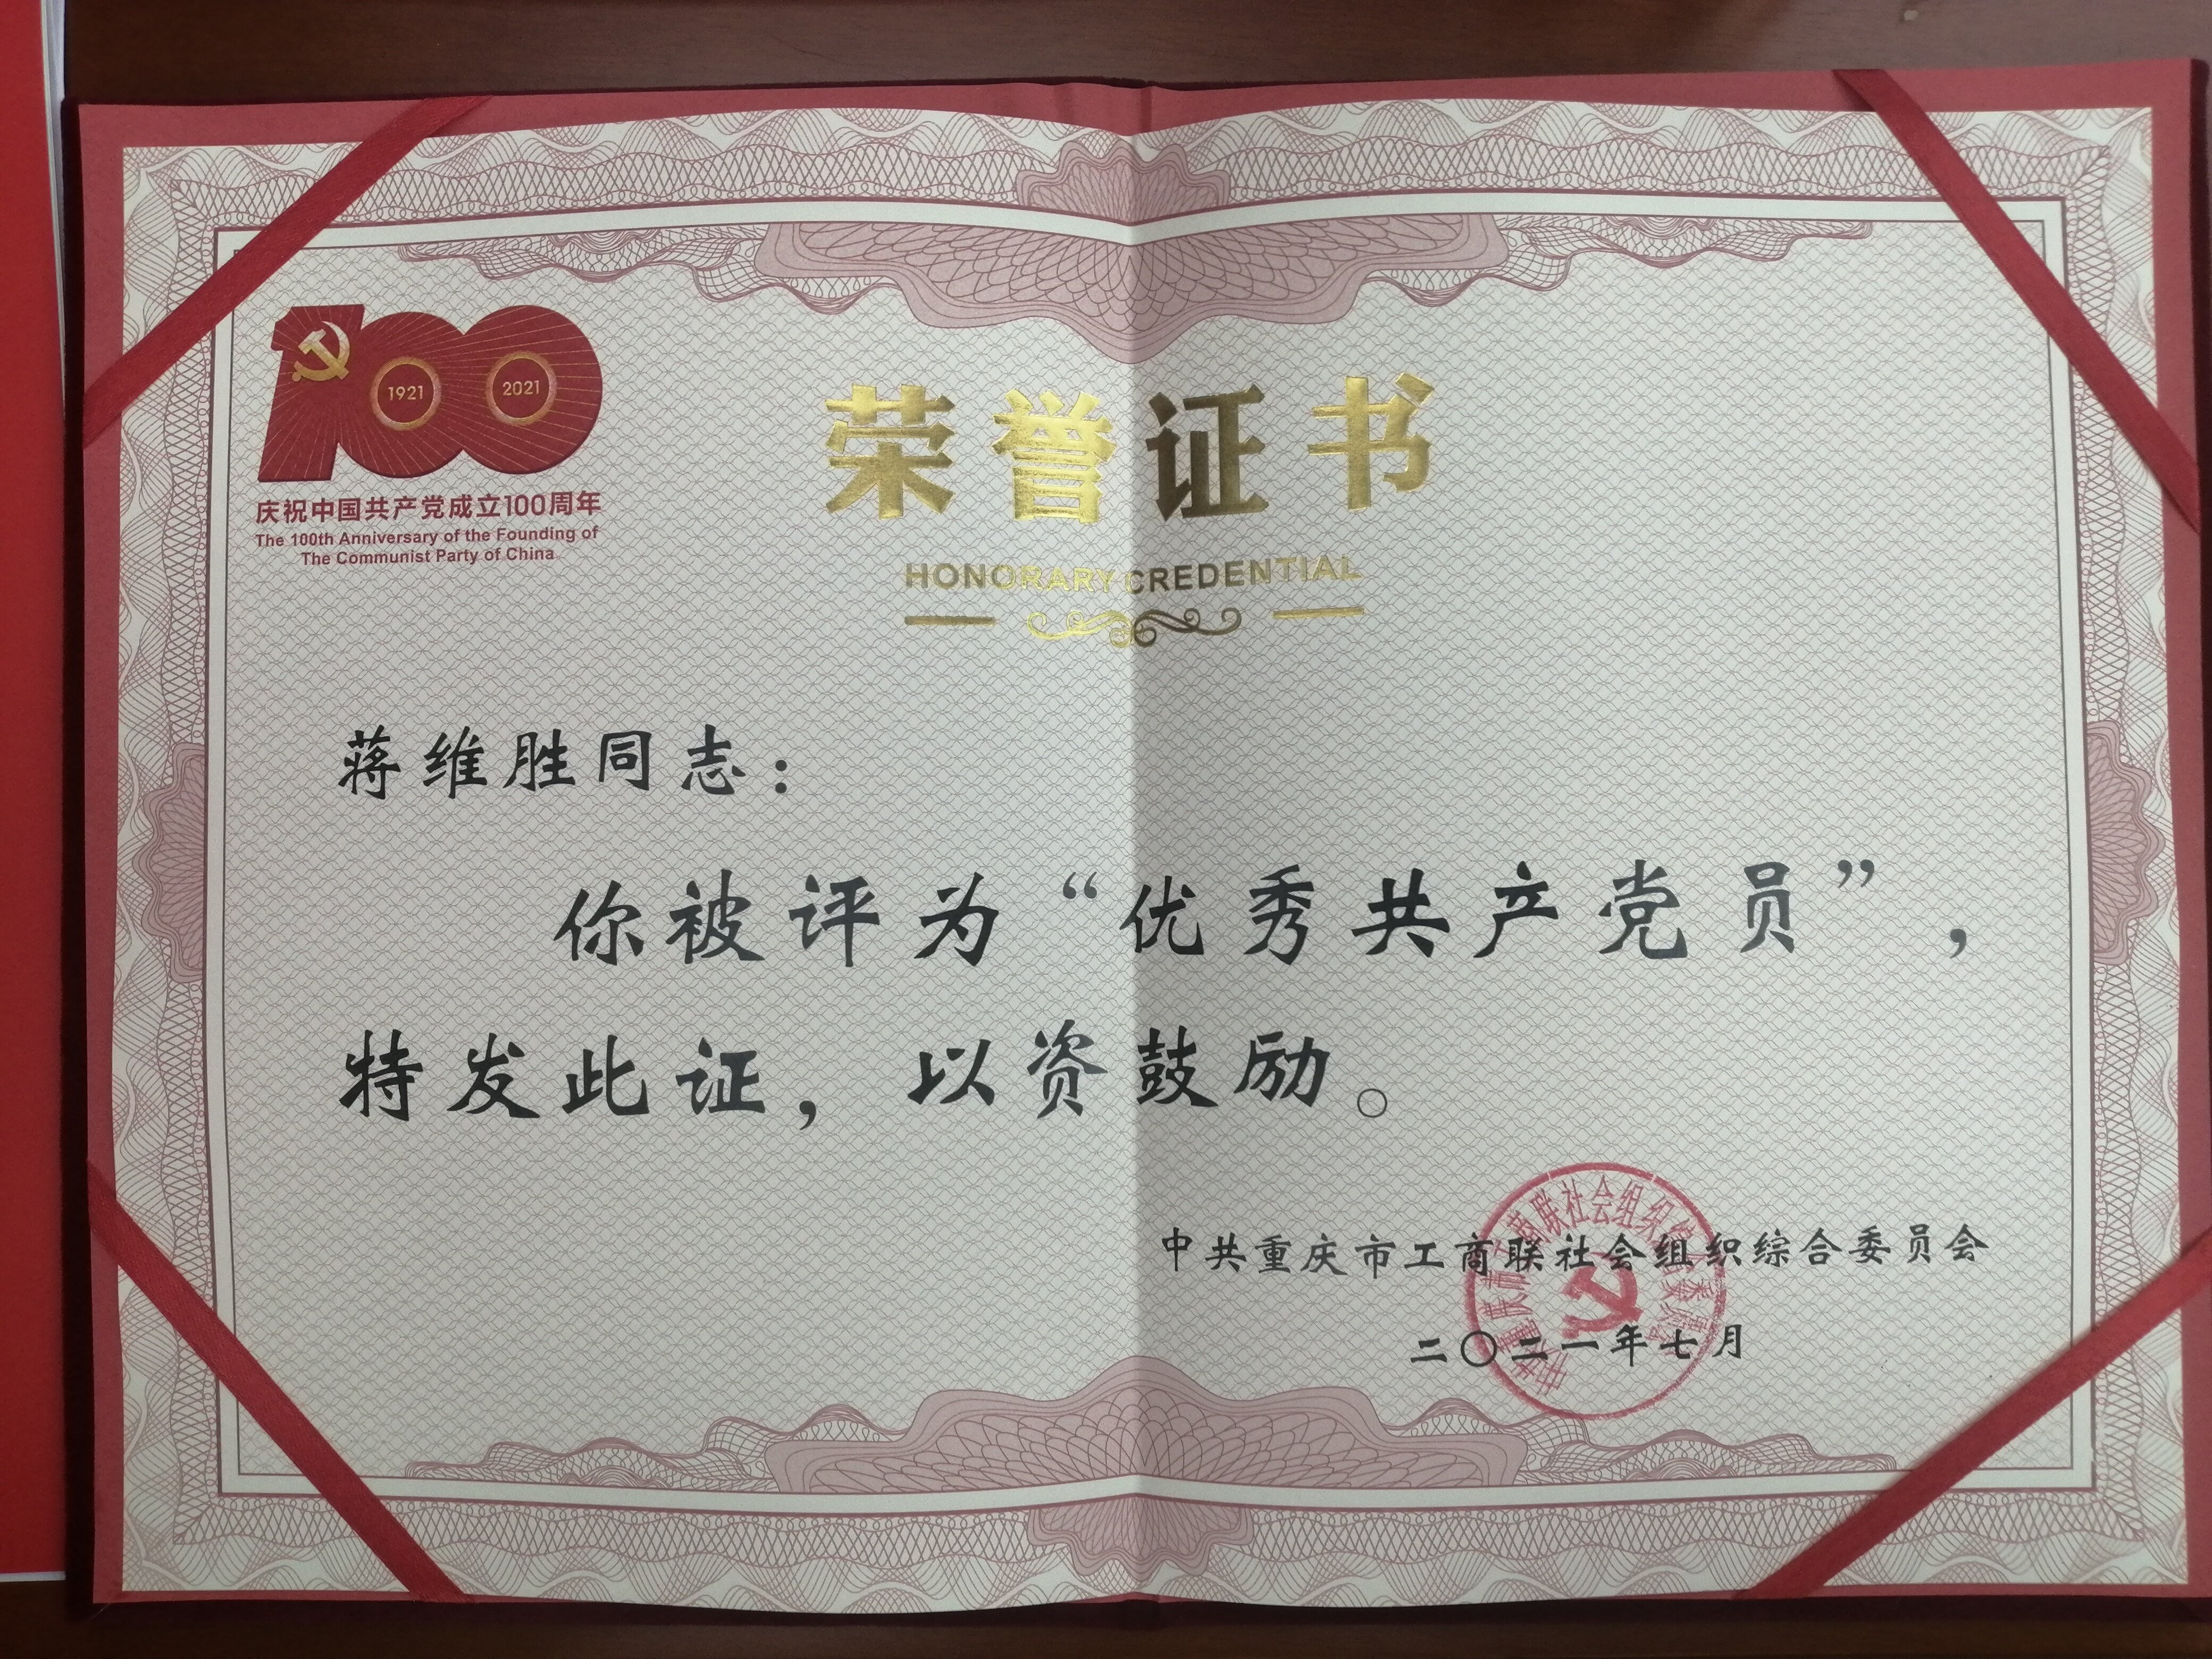 1921
2021
庆祝中国共产党成立100周年
The 100th Anniversary of the Founding of
The Communist Party of China
荣誉证书
HONORARY CREDENTIAL
蒋维胜同志：
你被评为“优秀共产党员”，
特发此证，以资鼓励。
中共重庆市工商联社会组织综合委员会
二〇二一年七月